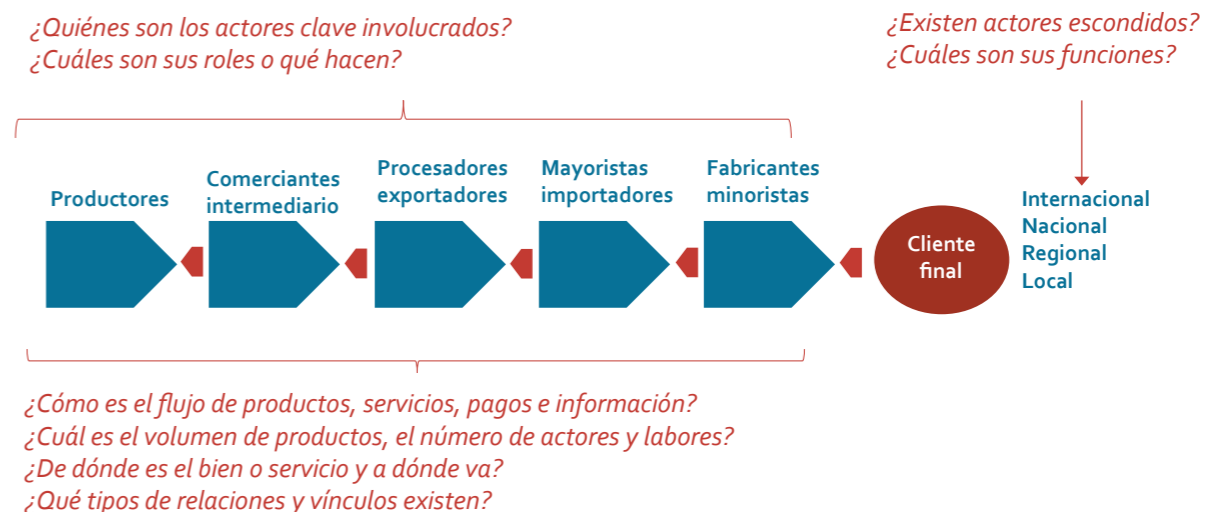 ¿Quiénes son los actores clave involucrados?
¿Cuáles son sus roles o qué hacen?
¿Existen actores escondidos?
¿Cuáles son sus funciones?
Productores
Comerciantes
intermediario
Procesadores
exportadores
Mayoristas
importadores
Fabricantes
minoristas
Cliente
final
Internacional
Nacional
Regional
Local
¿Cómo es el flujo de productos, servicios, pagos e información?
¿Cuál es el volumen de productos, el número de actores y labores?
¿De dónde es el bien o servicio y a dónde va?
¿Qué tipos de relaciones y vínculos existen?